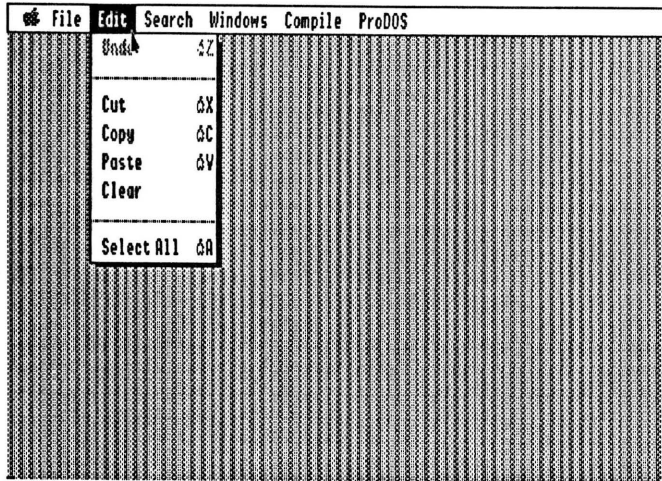 File Edit Search Windows Compile ProDOS
Undo Z
Cut X
Copy C
Paste V
Clear
Select All A